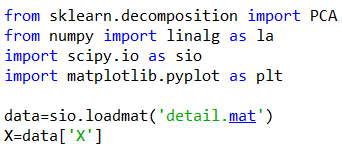 from sklearn.decomposition import PCA
from numpy import linalg as la
import scipy.io as sio
import matplotlib.pyplot as plt
data=sio.loadmat('detail.mat')
X=data['X']